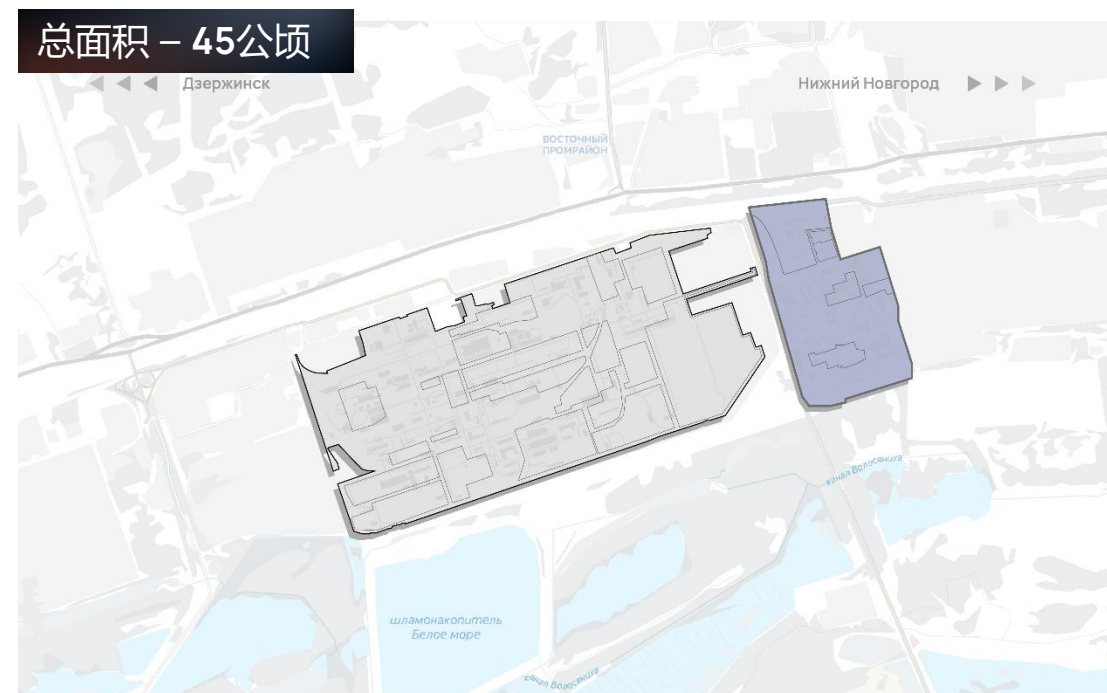 总面积 – 45公顷
Дзержинск
Нижний Новгород
ВОСТОЧНЫЙ
ПРОМРАЙОН
канал Волосяниха
шламонакопитель
Белое море
канал Волосяниха